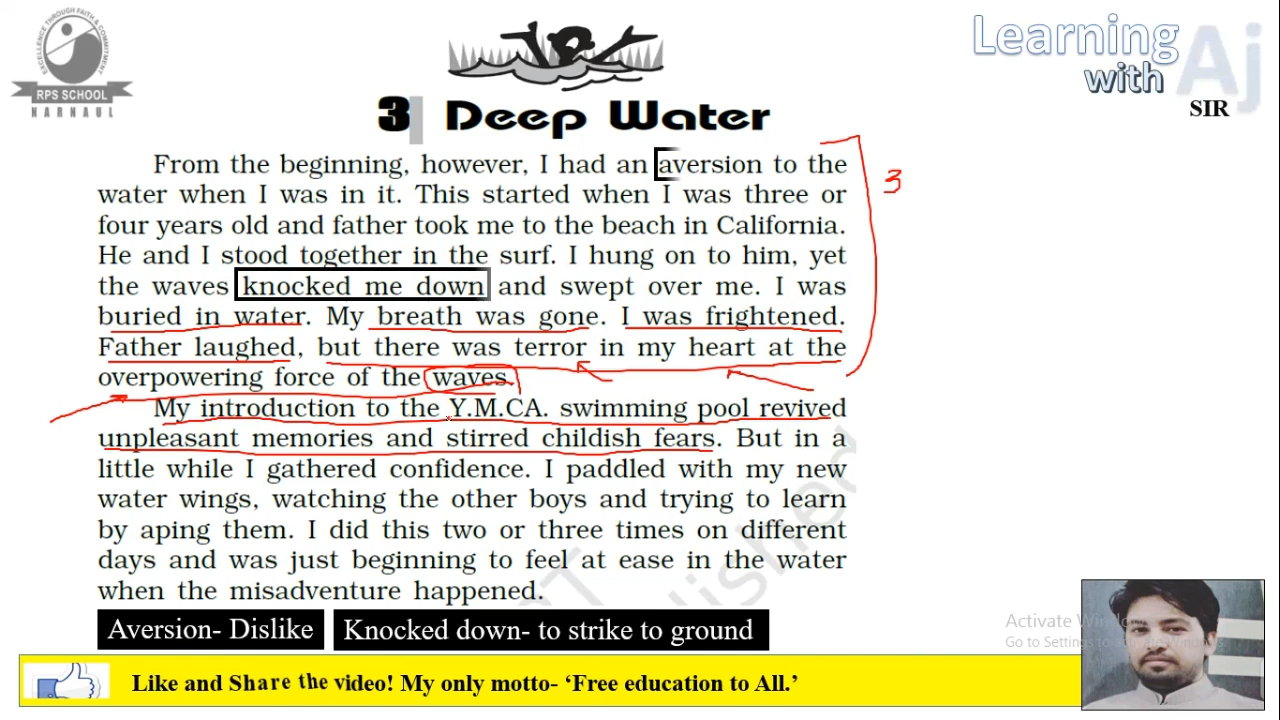 EXCELLENCE THROUGH FAITH & COMMITMENT
RPS SCHOOL
NARNAUL
Learning
with
Aj
SIR
3 Deep Water
From the beginning, however, I had an aversion to the
water when I was in it. This started when I was three or
four years old and father took me to the beach in California.
He and I stood together in the surf. I hung on to him, yet
the waves knocked me down and swept over me. I was
buried in water. My breath was gone. I was frightened.
Father laughed, but there was terror in my heart at the
overpowering force of the waves.
3
My introduction to the Y.M.CA. swimming pool revived
unpleasant memories and stirred childish fears. But in a
little while I gathered confidence. I paddled with my new
water wings, watching the other boys and trying to learn
by aping them. I did this two or three times on different
days and was just beginning to feel at ease in the water
when the misadventure happened.
Aversion- Dislike
Knocked down- to strike to ground
Activate Windows
Go to Settings to activate Windows.
Like and Share the video! My only motto- ‘Free education to All.’